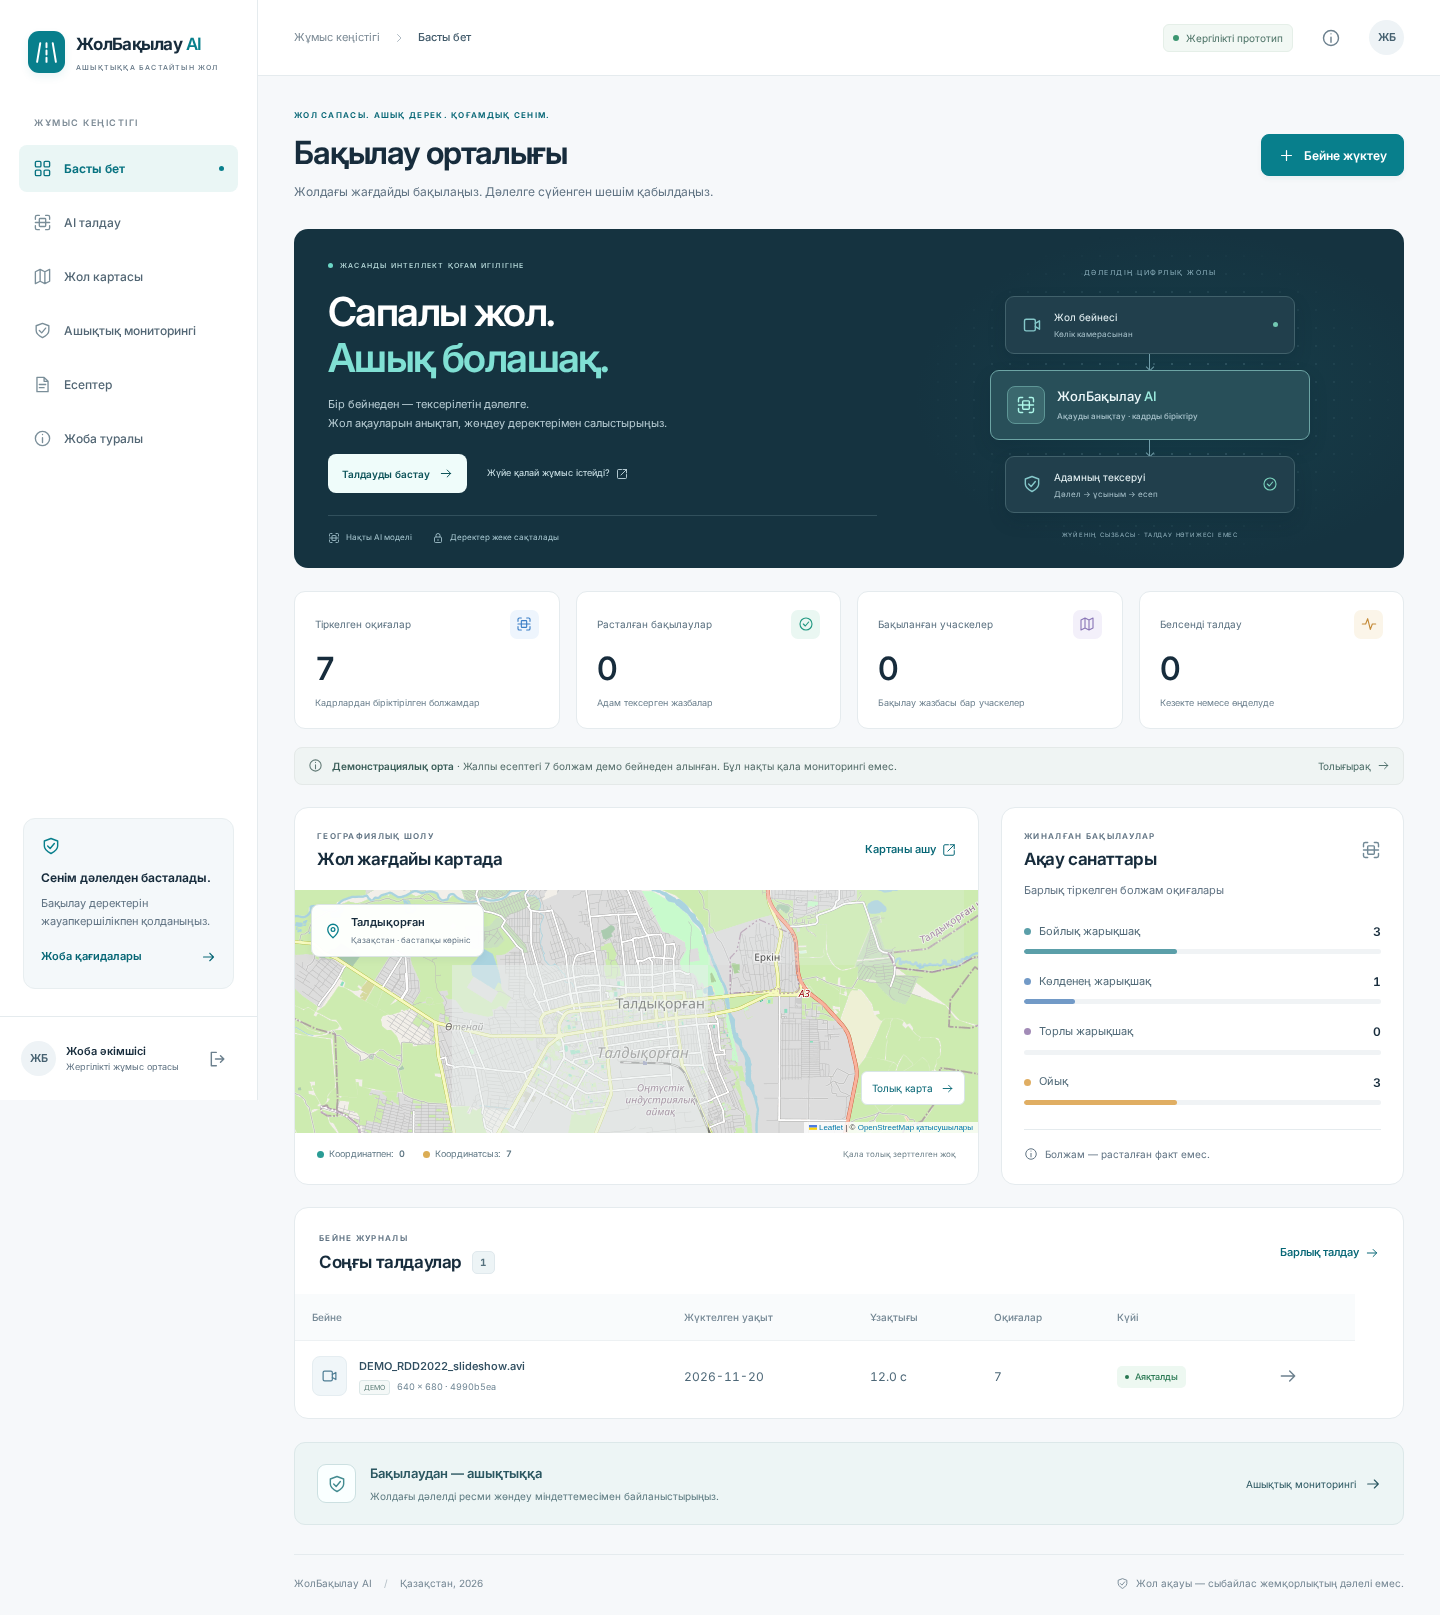 ЖолБақылау AI
АШЫҚТЫҚҚА БАСТАЙТЫН ЖОЛ
ЖҰМЫС КЕҢІСТІГІ
Басты бет
AI талдау
Жол картасы
Ашықтық мониторингі
Есептер
Жоба туралы
Сенім дәлелден басталады.
Бақылау деректерін
жауапкершілікпен қолданыңыз.
Жоба қағидалары
ЖБ
Жоба әкімшісі
Жергілікті жұмыс ортасы
Жұмыс кеңістігі
Басты бет
Жергілікті прототип
ЖБ
ЖОЛ САПАСЫ. АШЫҚ ДЕРЕК. ҚОҒАМДЫҚ СЕНІМ.
Бақылау орталығы
Жолдағы жағдайды бақылаңыз. Дәлелге сүйенген шешім қабылдаңыз.
Бейне жүктеу
ЖАСАНДЫ ИНТЕЛЛЕКТ ҚОҒАМ ИГІЛІГІНЕ
Сапалы жол.
Ашық болашақ.
Бір бейнеден — тексерілетін дәлелге.
Жол ақауларын анықтап, жөндеу деректерімен салыстырыңыз.
Талдауды бастау
Жүйе қалай жұмыс істейді?
Нақты AI моделі
Деректер жеке сақталады
ДӘЛЕЛДІҢ ЦИФРЛЫҚ ЖОЛЫ
Жол бейнесі
Көлік камерасынан
ЖолБақылау AI
Ақауды анықтау · кадрды біріктіру
Адамның тексеруі
Дәлел → ұсыным → есеп
ЖҮЙЕНІҢ СЫЗБАСЫ · ТАЛДАУ НӘТИЖЕСІ ЕМЕС
Тіркелген оқиғалар
7
Кадрлардан біріктірілген болжамдар
Расталған бақылаулар
0
Адам тексерген жазбалар
Бақыланған учаскелер
0
Бақылау жазбасы бар учаскелер
Белсенді талдау
0
Кезекте немесе өңделуде
Демонстрациялық орта · Жалпы есептегі 7 болжам демо бейнеден алынған. Бұл нақты қала мониторингі емес.
Толығырақ
ГЕОГРАФИЯЛЫҚ ШОЛУ
Жол жағдайы картада
Картаны ашу
Талдықорған
Қазақстан · бастапқы көрініс
Талдықорған
Еркін
A3
Талдықорған
Өтенай
Талдықорған
Оңтүстік
индустриялық
аймақ
Толық карта
Leaflet | © OpenStreetMap қатысушылары
Координатпен: 0
Координатсыз: 7
Қала толық зерттелген жоқ
ЖИНАЛҒАН БАҚЫЛАУЛАР
Ақау санаттары
Барлық тіркелген болжам оқиғалары
Бойлық жарықшақ 3
Көлденең жарықшақ 1
Торлы жарықшақ 0
Ойық 3
Болжам — расталған факт емес.
БЕЙНЕ ЖУРНАЛЫ
Соңғы талдаулар 1
Барлық талдау
Бейне Жүктелген уақыт Ұзақтығы Оқиғалар Күйі
DEMO_RDD2022_slideshow.avi
ДЕМО 640 × 680 · 4990b5ea
2026-11-20
12.0 с
7
Аяқталды
Бақылаудан — ашықтыққа
Жолдағы дәлелді ресми жөндеу міндеттемесімен байланыстырыңыз.
Ашықтық мониторингі
ЖолБақылау AI / Қазақстан, 2026
Жол ақауы — сыбайлас жемқорлықтың дәлелі емес.